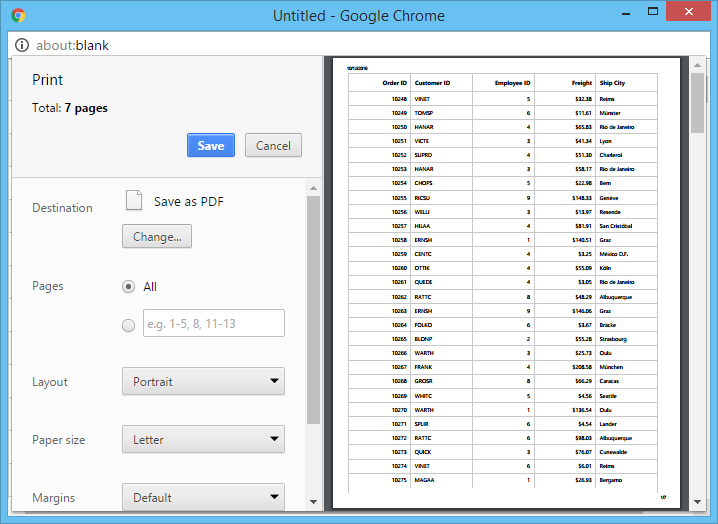 Untitled - Google Chrome
about:blank
Print
Total: 7 pages
Save
Cancel
Destination
Save as PDF
Change...
Pages
All
e.g. 1-5, 8, 11-13
Layout
Portrait
Paper size
Letter
Margins
Default
Order ID Customer ID Employee ID Freight Ship City
10248 VINET 5 $32.38 Reims
10249 TOMSP 6 $11.61 Münster
10250 HANAR 4 $65.83 Rio de Janeiro
10251 VICTE 3 $41.34 Lyon
10252 SUPRD 4 $51.30 Charleroi
10253 HANAR 3 $58.17 Rio de Janeiro
10254 CHOPS 5 $22.98 Bern
10255 RICSU 9 $148.33 Genève
10256 WELLI 3 $13.97 Resende
10257 HILAA 4 $81.91 San Cristóbal
10258 ERNSH 1 $140.51 Graz
10259 CENTC 4 $3.25 México D.F.
10260 OTTIK 4 $55.09 Köln
10261 QUEDE 4 $3.05 Rio de Janeiro
10262 RATTC 8 $48.29 Albuquerque
10263 ERNSH 9 $146.06 Graz
10264 FOLKO 6 $3.67 Bräcke
10265 BLONP 2 $55.28 Strasbourg
10266 WARTH 3 $25.73 Oulu
10267 FRANK 4 $208.58 München
10268 GROSR 8 $66.29 Caracas
10269 WHITC 5 $4.56 Seattle
10270 WARTH 1 $136.54 Oulu
10271 SPLIR 6 $4.54 Lander
10272 RATTC 6 $98.03 Albuquerque
10273 QUICK 3 $76.07 Cunewalde
10274 VINET 6 $6.01 Reims
10275 MAGAA 1 $26.93 Bergamo
1/7